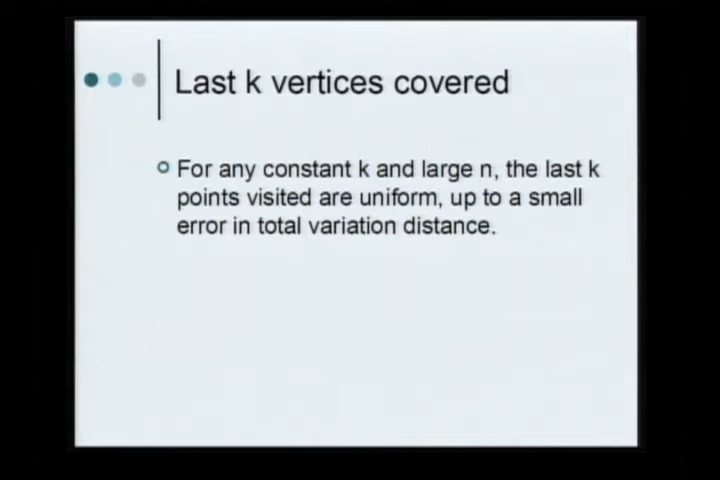 Last k vertices covered
For any constant k and large n, the last k
points visited are uniform, up to a small
error in total variation distance.